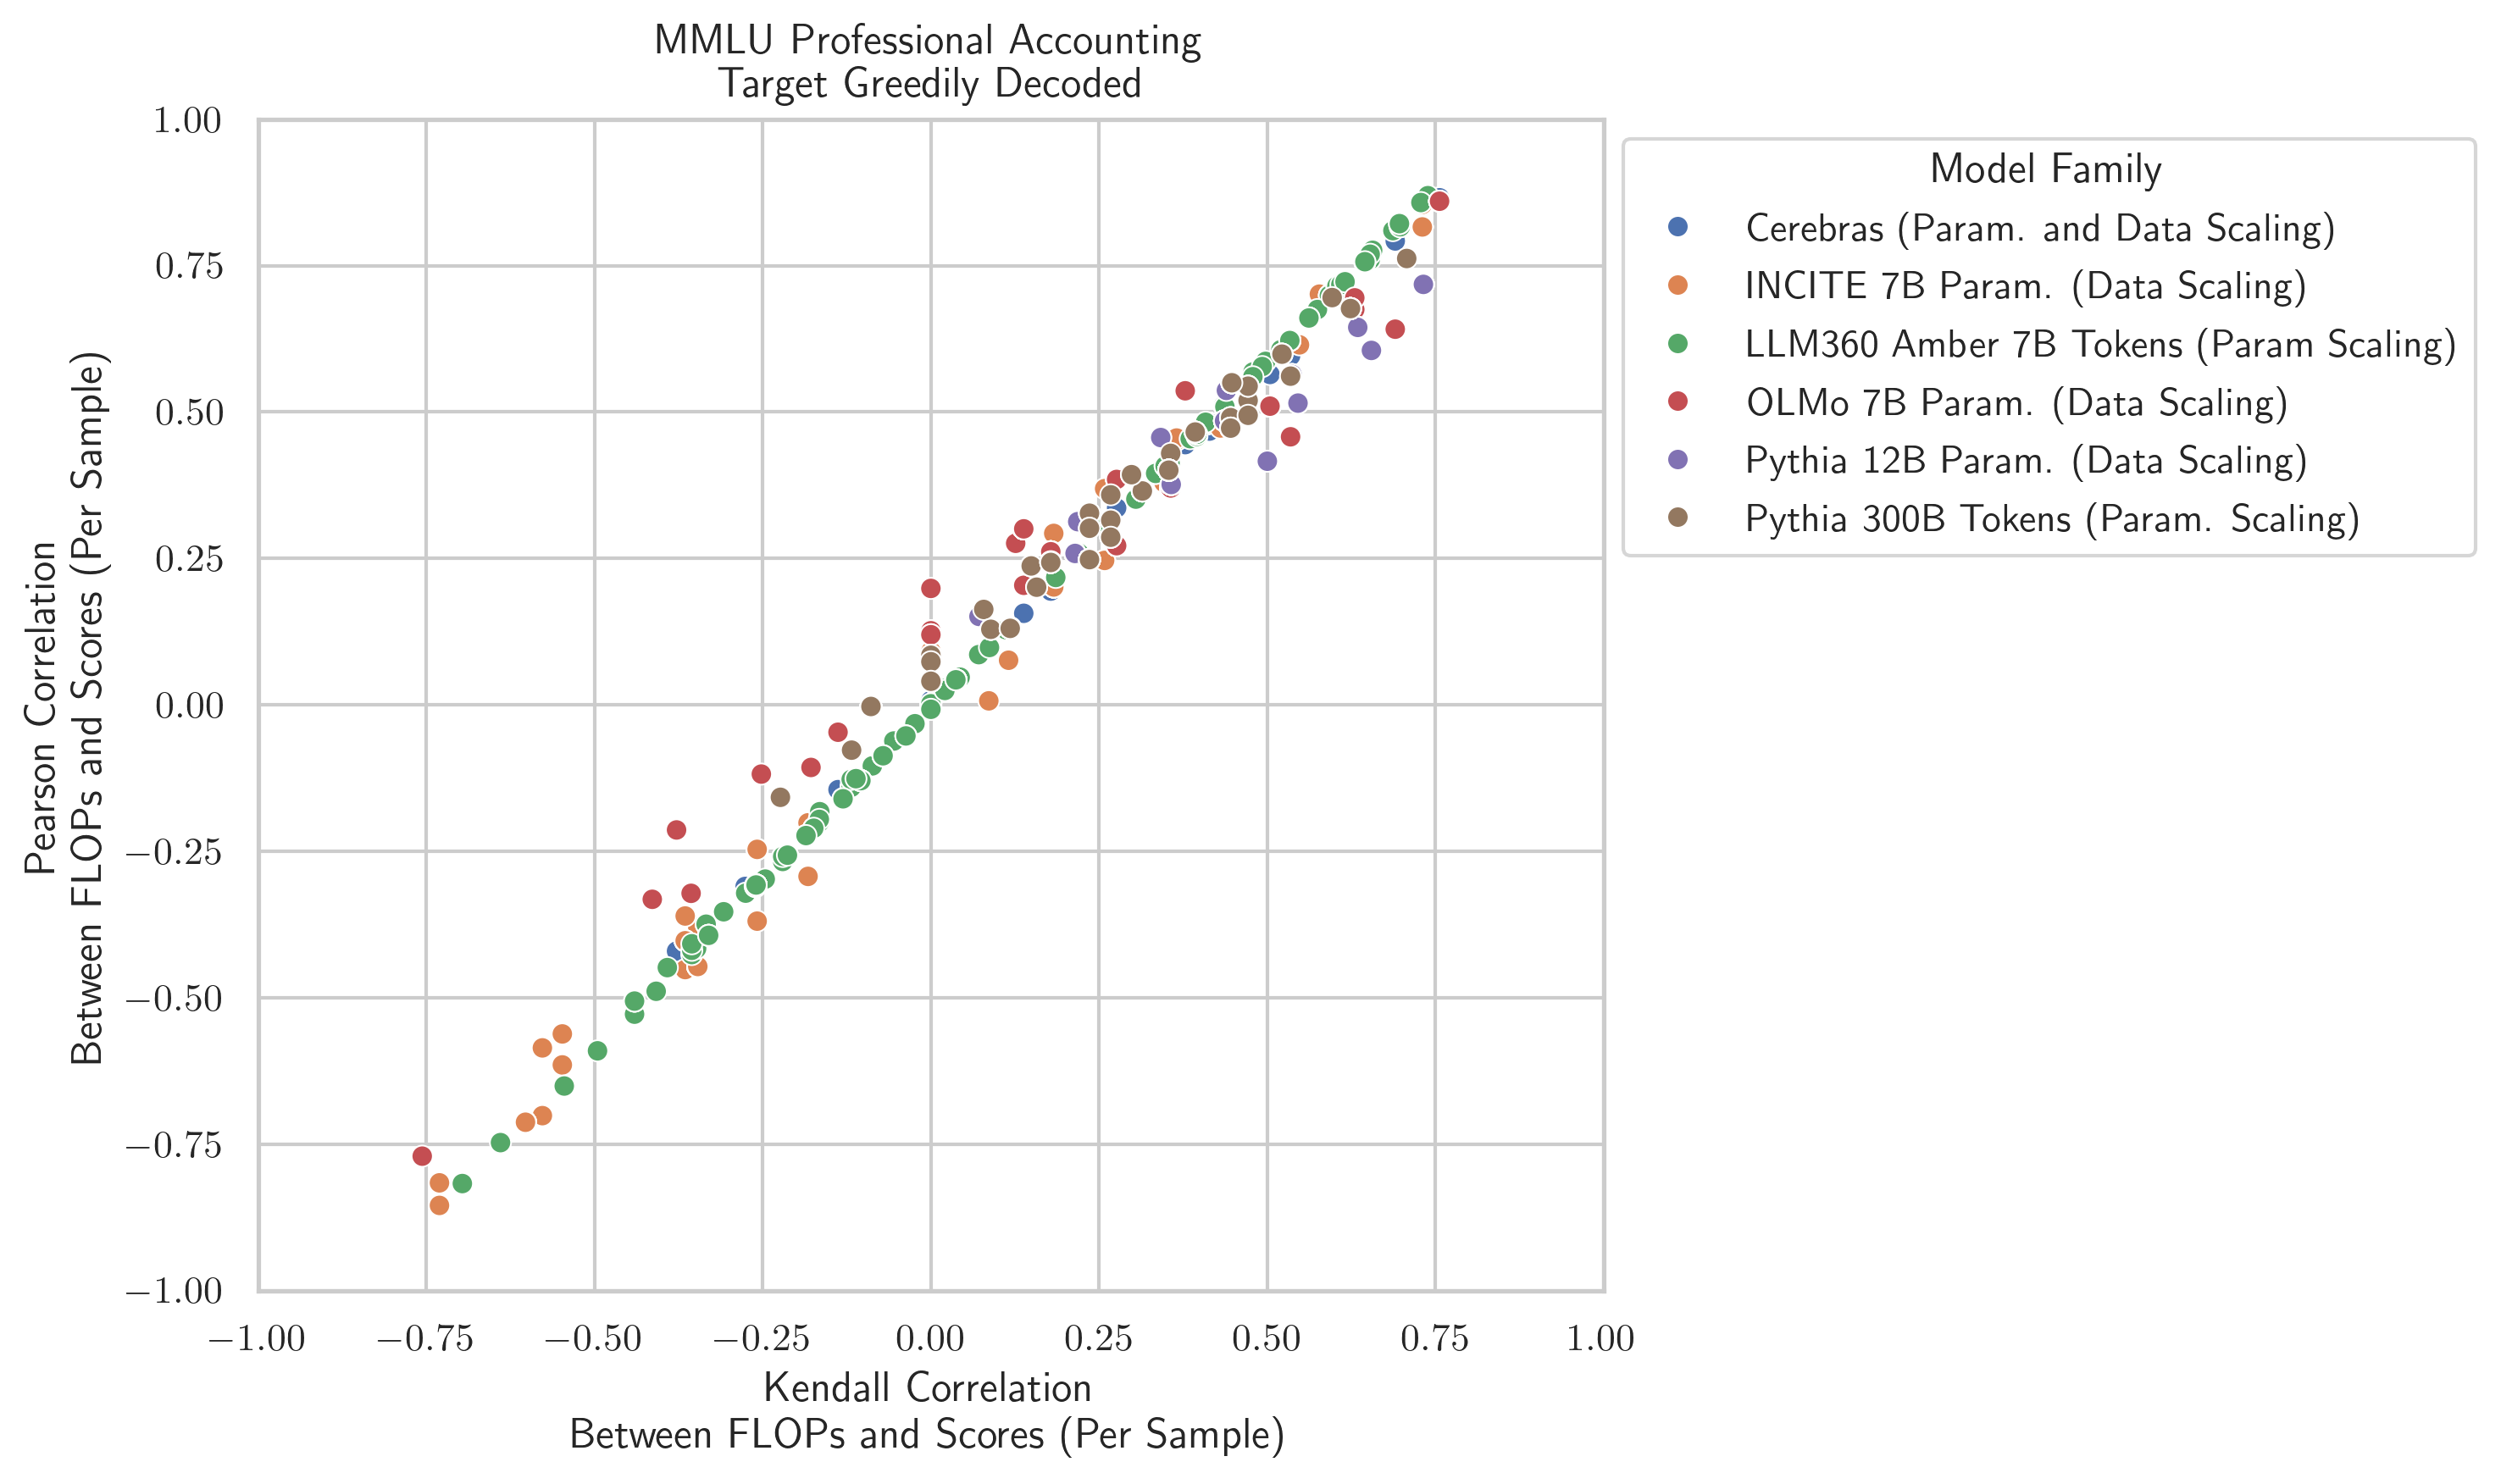 MMLU Professional Accounting
Target Greedily Decoded
1.00
0.75
0.50
0.25
0.00
−0.25
−0.50
−0.75
−1.00
Pearson Correlation
Between FLOPs and Scores (Per Sample)
−1.00 −0.75 −0.50 −0.25 0.00 0.25 0.50 0.75 1.00
Kendall Correlation
Between FLOPs and Scores (Per Sample)
Model Family
Cerebras (Param. and Data Scaling)
INCITE 7B Param. (Data Scaling)
LLM360 Amber 7B Tokens (Param Scaling)
OLMo 7B Param. (Data Scaling)
Pythia 12B Param. (Data Scaling)
Pythia 300B Tokens (Param. Scaling)